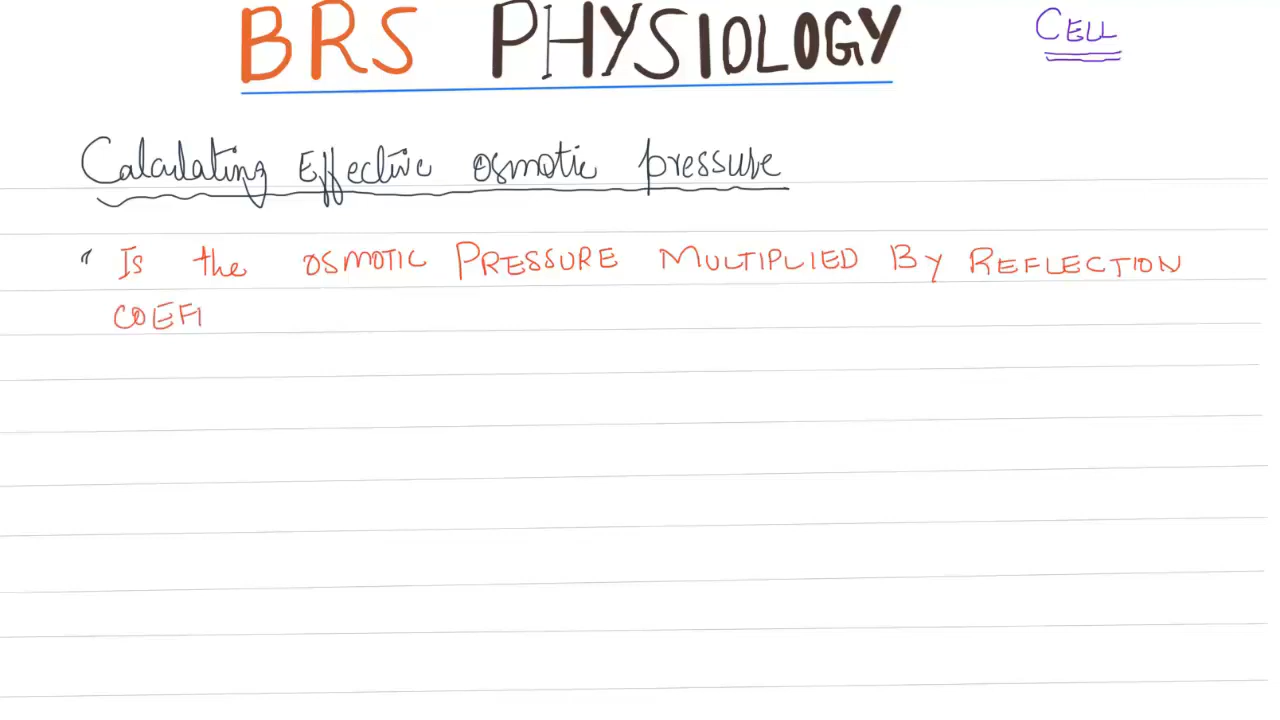 BRS PHYSIOLOGY
CELL
Calculating Effective osmotic pressure
" Is the OSMOTIC PRESSURE MULTIPLIED BY REFLECTION
COEFI